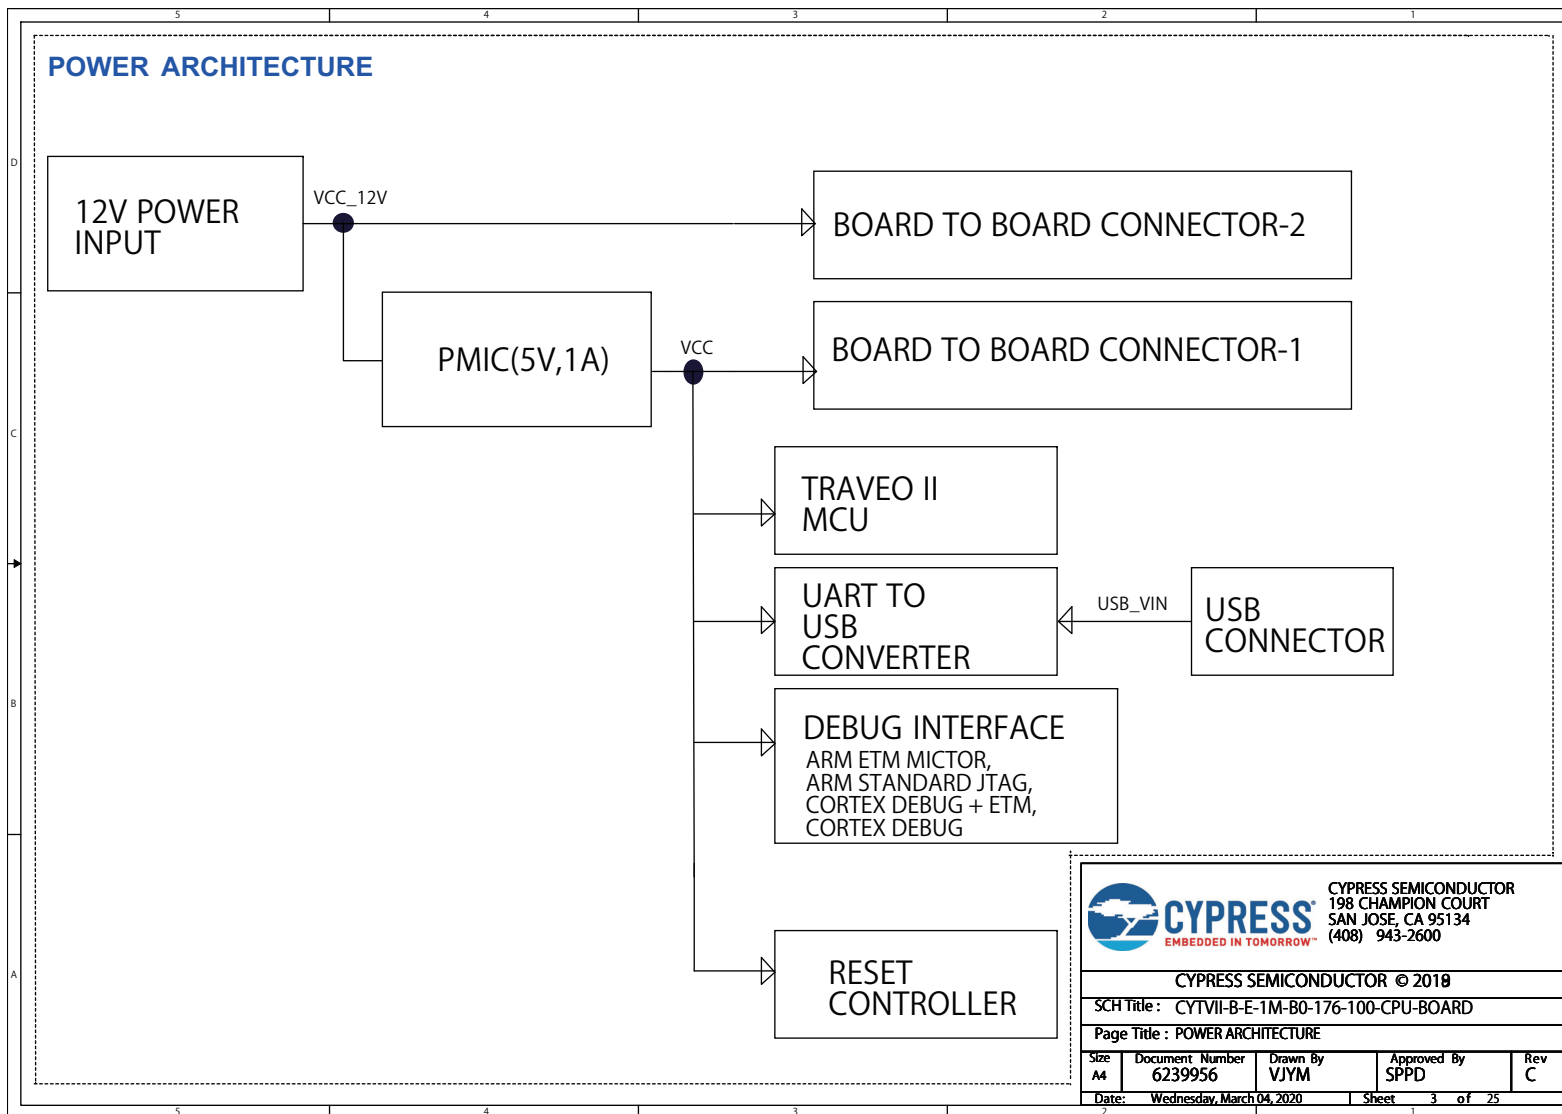 5 4 3 2 1
POWER ARCHITECTURE
D
12V POWER
INPUT
VCC_12V
BOARD TO BOARD CONNECTOR-2
PMIC(5V,1A)
VCC
BOARD TO BOARD CONNECTOR-1
C
TRAVEO II
MCU
UART TO
USB
CONVERTER
USB_VIN
USB
CONNECTOR
B
DEBUG INTERFACE
ARM ETM MICTOR,
ARM STANDARD JTAG,
CORTEX DEBUG + ETM,
CORTEX DEBUG
A
RESET
CONTROLLER
CYPRESS
EMBEDDED IN TOMORROW™
CYPRESS SEMICONDUCTOR
198 CHAMPION COURT
SAN JOSE, CA 95134
(408) 943-2600
CYPRESS SEMICONDUCTOR ©
SCH Title : CYTVII-B-E-1M-B0-176-100-CPU-BOARD
Page Title : POWER ARCHITECTURE
Size Document Number Drawn By Approved By Rev
A4 6239956 VJYM SPPD C
Date: Wednesday, March 04, 2020 Sheet 3 of 25
5 4 3 2 1